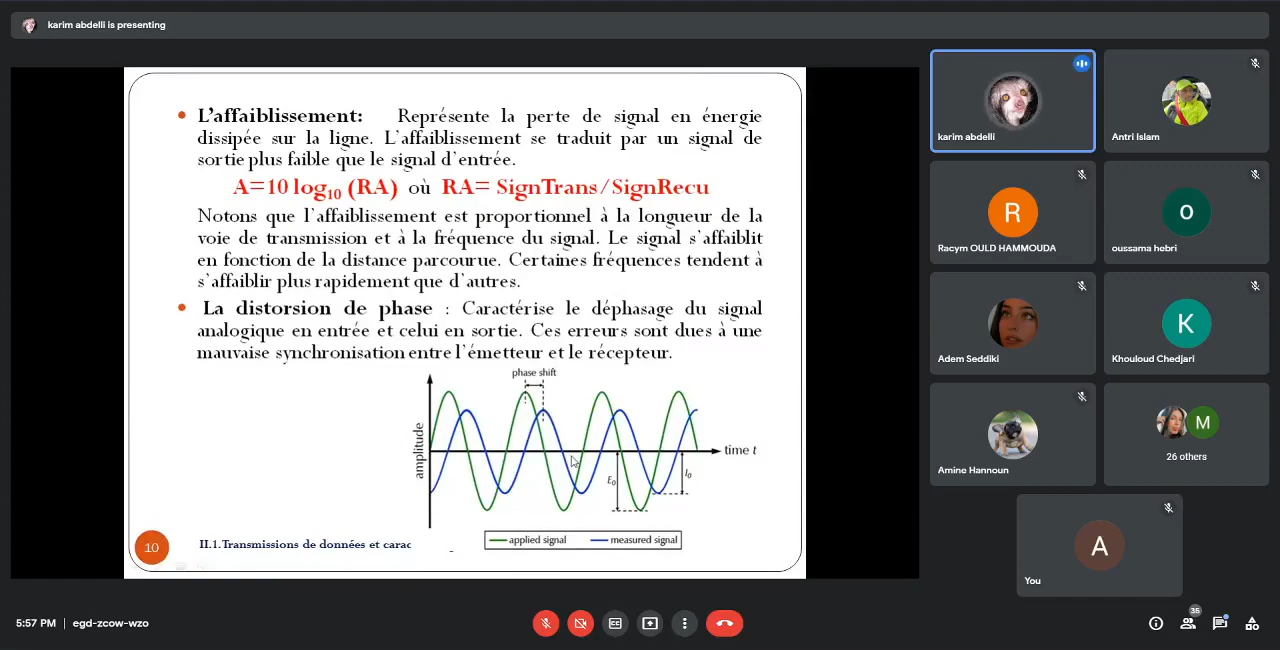 karim abdelli is presenting
• L'affaiblissement: Représente la perte de signal en énergie
dissipée sur la ligne. L'affaiblissement se traduit par un signal de
sortie plus faible que le signal d'entrée.
A=10 log10 (RA) où RA= SignTrans/SignRecu
Notons que l'affaiblissement est proportionnel à la longueur de la
voie de transmission et à la fréquence du signal. Le signal s'affaiblit
en fonction de la distance parcourue. Certaines fréquences tendent à
s'affaiblir plus rapidement que d'autres.
• La distorsion de phase : Caractérise le déphasage du signal
analogique en entrée et celui en sortie. Ces erreurs sont dues à une
mauvaise synchronisation entre l'émetteur et le récepteur.
phase shift
amplitude
time t
E0
I0
applied signal
measured signal
10
II.1.Transmissions de données et carac
karim abdelli
Antri Islam
R
Racym OULD HAMMOUDA
o
oussama hebri
Adem Seddiki
K
Khouloud Chedjari
Amine Hannoun
M
26 others
A
You
5:57 PM | egd-zcow-wzo
35